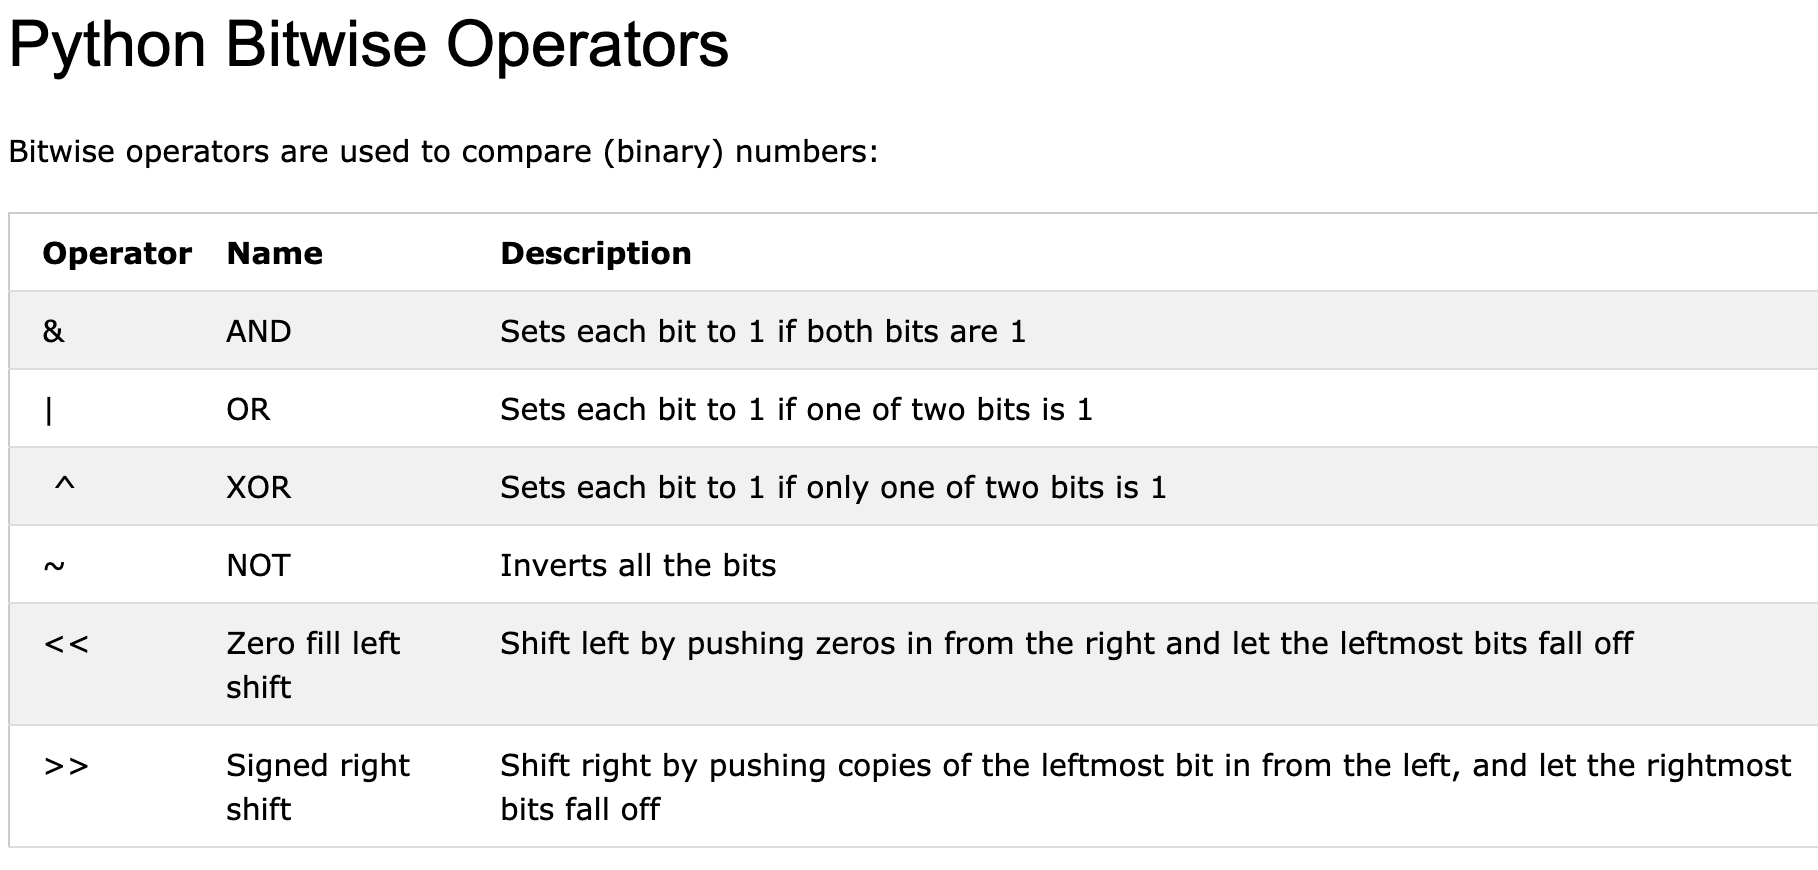 Python Bitwise Operators
Bitwise operators are used to compare (binary) numbers:
Operator Name Description
& AND Sets each bit to 1 if both bits are 1
| OR Sets each bit to 1 if one of two bits is 1
^ XOR Sets each bit to 1 if only one of two bits is 1
~ NOT Inverts all the bits
<< Zero fill left Shift left by pushing zeros in from the right and let the leftmost bits fall off
shift
>> Signed right Shift right by pushing copies of the leftmost bit in from the left, and let the rightmost
shift bits fall off